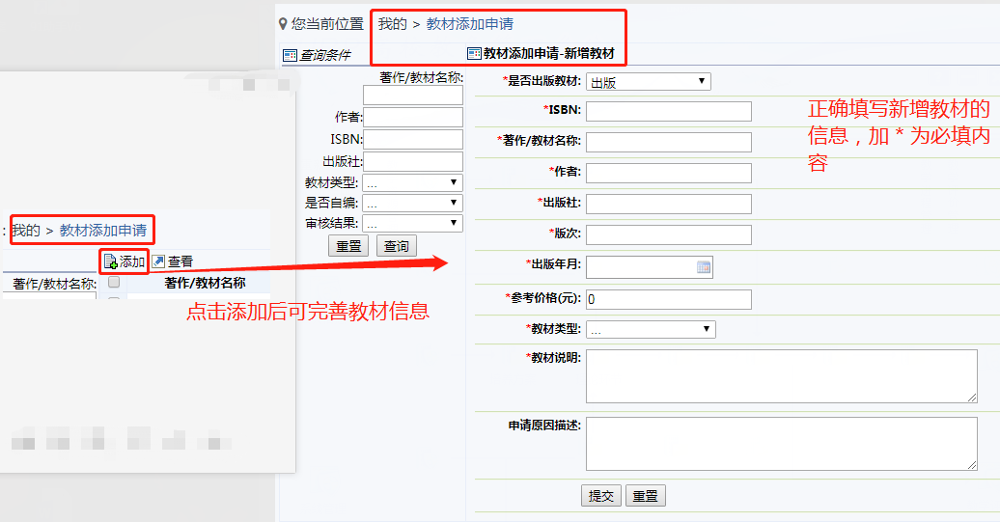 您当前位置
我的 > 教材添加申请
查询条件
教材添加申请-新增教材
著作/教材名称:
作者:
ISBN:
出版社:
教材类型: ...
是否自编: ...
审核结果: ...
重置 查询
*是否出版教材: 出版
*ISBN:
*著作/教材名称:
*作者:
*出版社:
*版次:
*出版年月:
*参考价格(元): 0
*教材类型: ...
*教材说明:
申请原因描述:
提交 重置
正确填写新增教材的
信息，加 * 为必填内
容
: 我的 > 教材添加申请
添加 查看
著作/教材名称:
著作/教材名称
点击添加后可完善教材信息